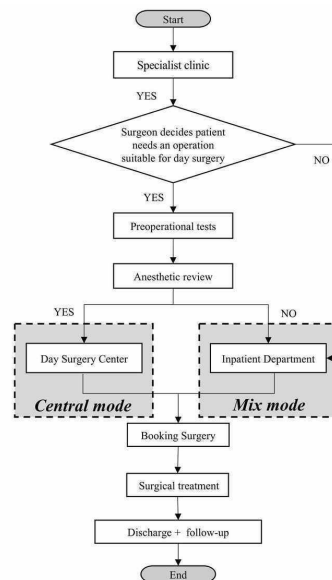 Start
Specialist clinic
YES
Surgeon decides patient
needs an operation
suitable for day surgery
NO
YES
Preoperational tests
Anesthetic review
YES
NO
Day Surgery Center
Inpatient Department
Central mode
Mix mode
Booking Surgery
Surgical treatment
Discharge + follow-up
End